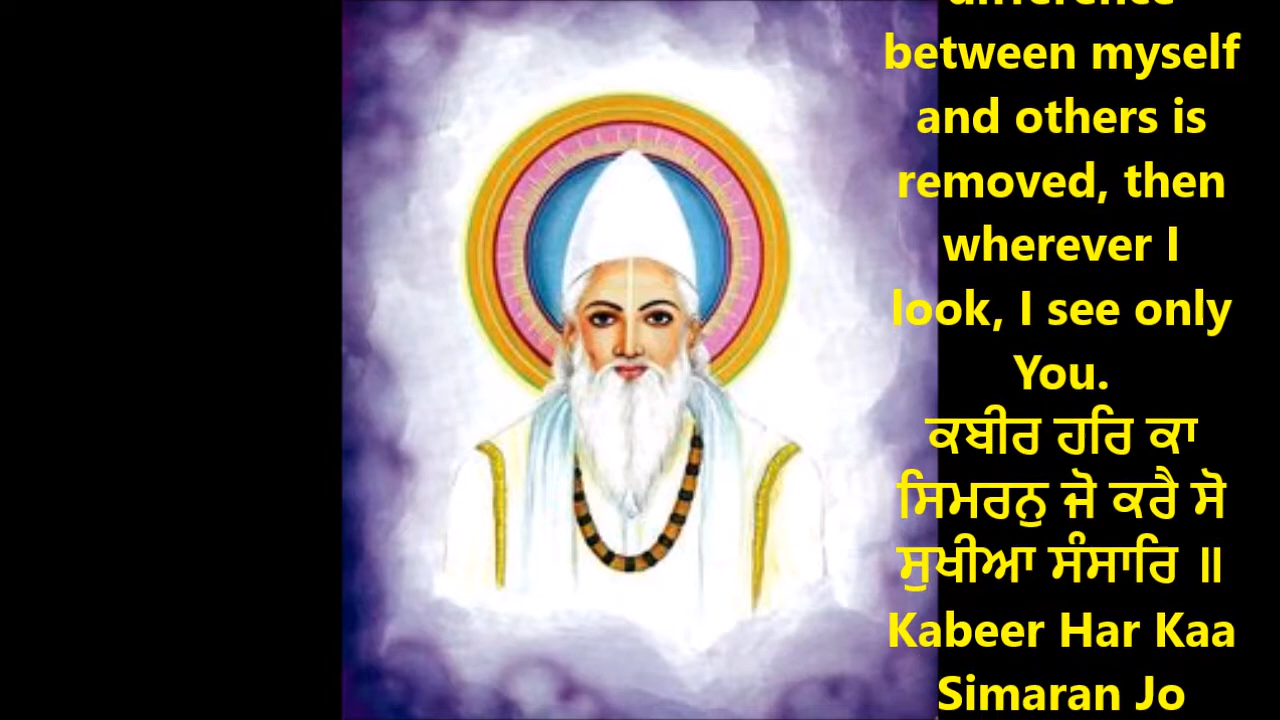 difference
between myself
and others is
removed, then
wherever I
look, I see only
You.
ਕਬੀਰ ਹਰਿ ਕਾ
ਸਿਮਰਨੁ ਜੋ ਕਰੈ ਸੋ
ਸੁਖੀਆ ਸੰਸਾਰਿ ॥
Kabeer Har Kaa
Simaran Jo